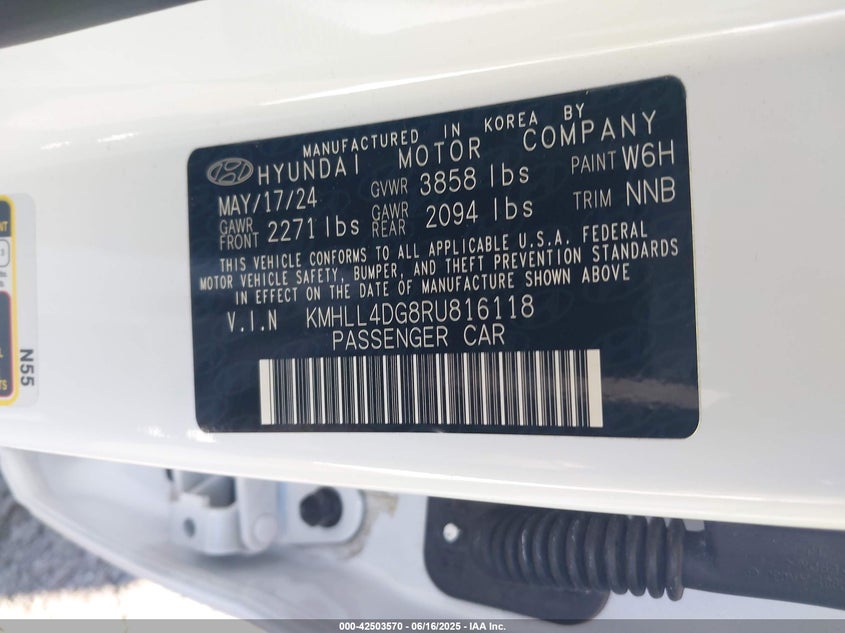 MANUFACTURED IN KOREA BY
HYUNDAI MOTOR COMPANY
MAY/17/24 GVWR 3858 lbs PAINT W6H
GAWR FRONT 2271 lbs GAWR REAR 2094 lbs TRIM NNB
THIS VEHICLE CONFORMS TO ALL APPLICABLE U.S.A. FEDERAL
MOTOR VEHICLE SAFETY, BUMPER, AND THEFT PREVENTION STANDARDS
IN EFFECT ON THE DATE OF MANUFACTURE SHOWN ABOVE
V.I.N KMHLL4DG8RU816118
PASSENGER CAR
N55
000-42503570 - 06/16/2025 - IAA Inc.